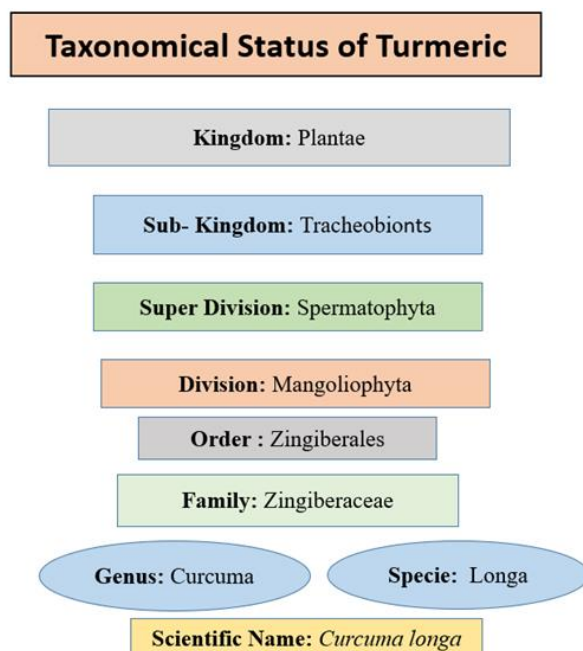 Taxonomical Status of Turmeric
Kingdom: Plantae
Sub- Kingdom: Tracheobionts
Super Division: Spermatophyta
Division: Mangoliophyta
Order : Zingiberales
Family: Zingiberaceae
Genus: Curcuma
Specie: Longa
Scientific Name: Curcuma longa